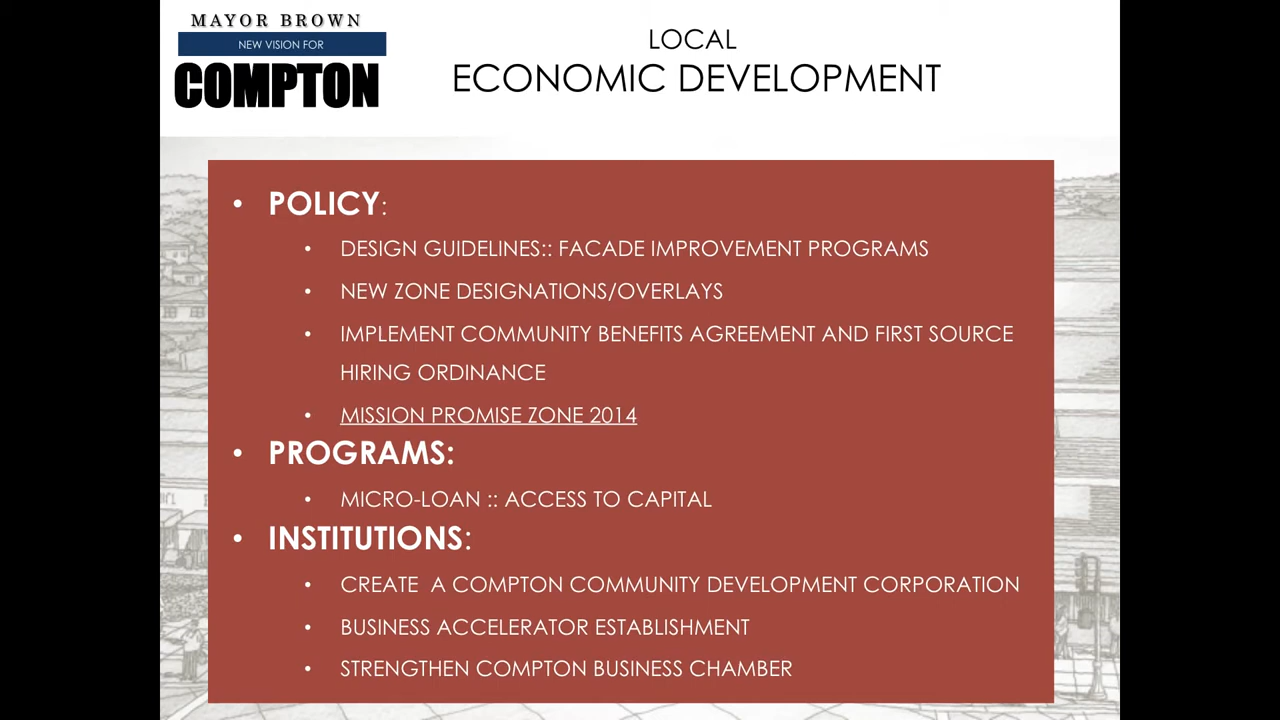 MAYOR BROWN
NEW VISION FOR
COMPTON
LOCAL
ECONOMIC DEVELOPMENT
• POLICY:
• DESIGN GUIDELINES:: FACADE IMPROVEMENT PROGRAMS
• NEW ZONE DESIGNATIONS/OVERLAYS
• IMPLEMENT COMMUNITY BENEFITS AGREEMENT AND FIRST SOURCE
HIRING ORDINANCE
• MISSION PROMISE ZONE 2014
• PROGRAMS:
• MICRO-LOAN :: ACCESS TO CAPITAL
• INSTITUTIONS:
• CREATE  A COMPTON COMMUNITY DEVELOPMENT CORPORATION
• BUSINESS ACCELERATOR ESTABLISHMENT
• STRENGTHEN COMPTON BUSINESS CHAMBER